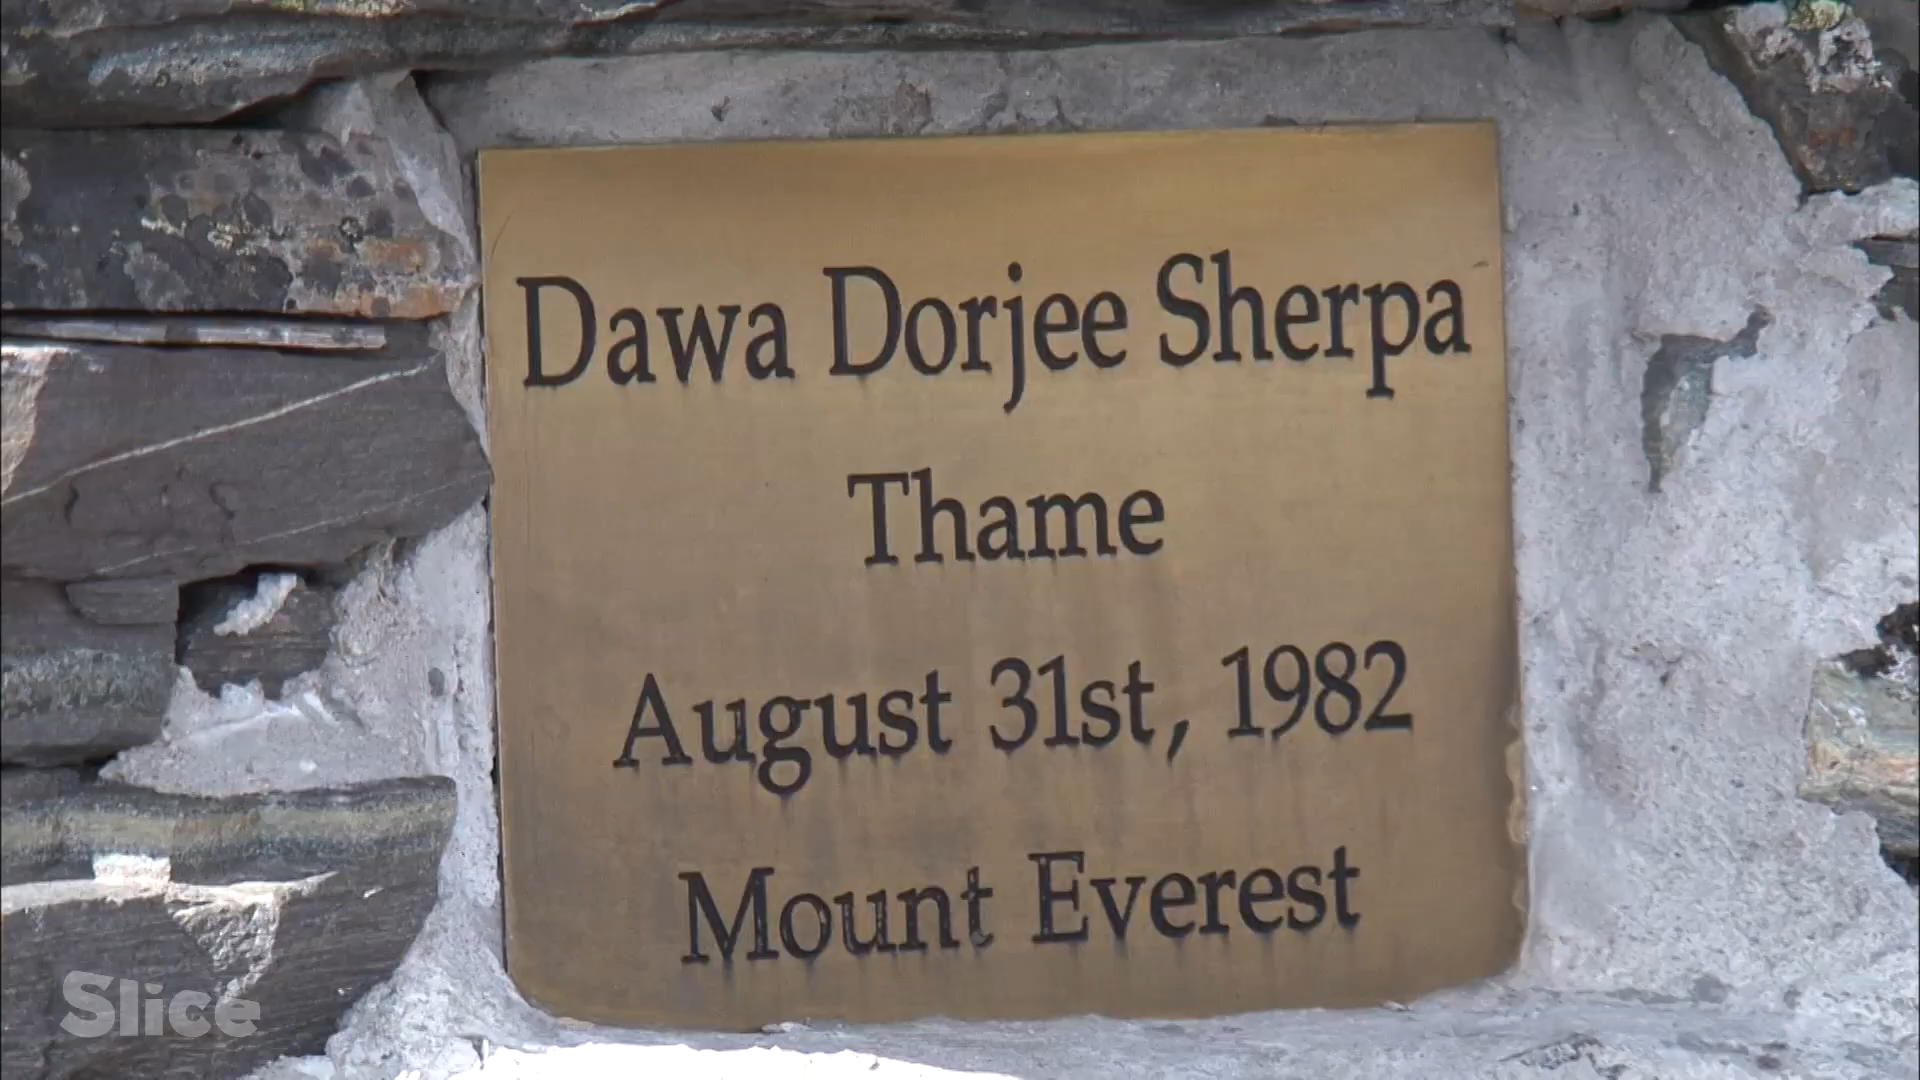 Dawa Dorjee Sherpa
Thame
August 31st, 1982
Mount Everest
Slice